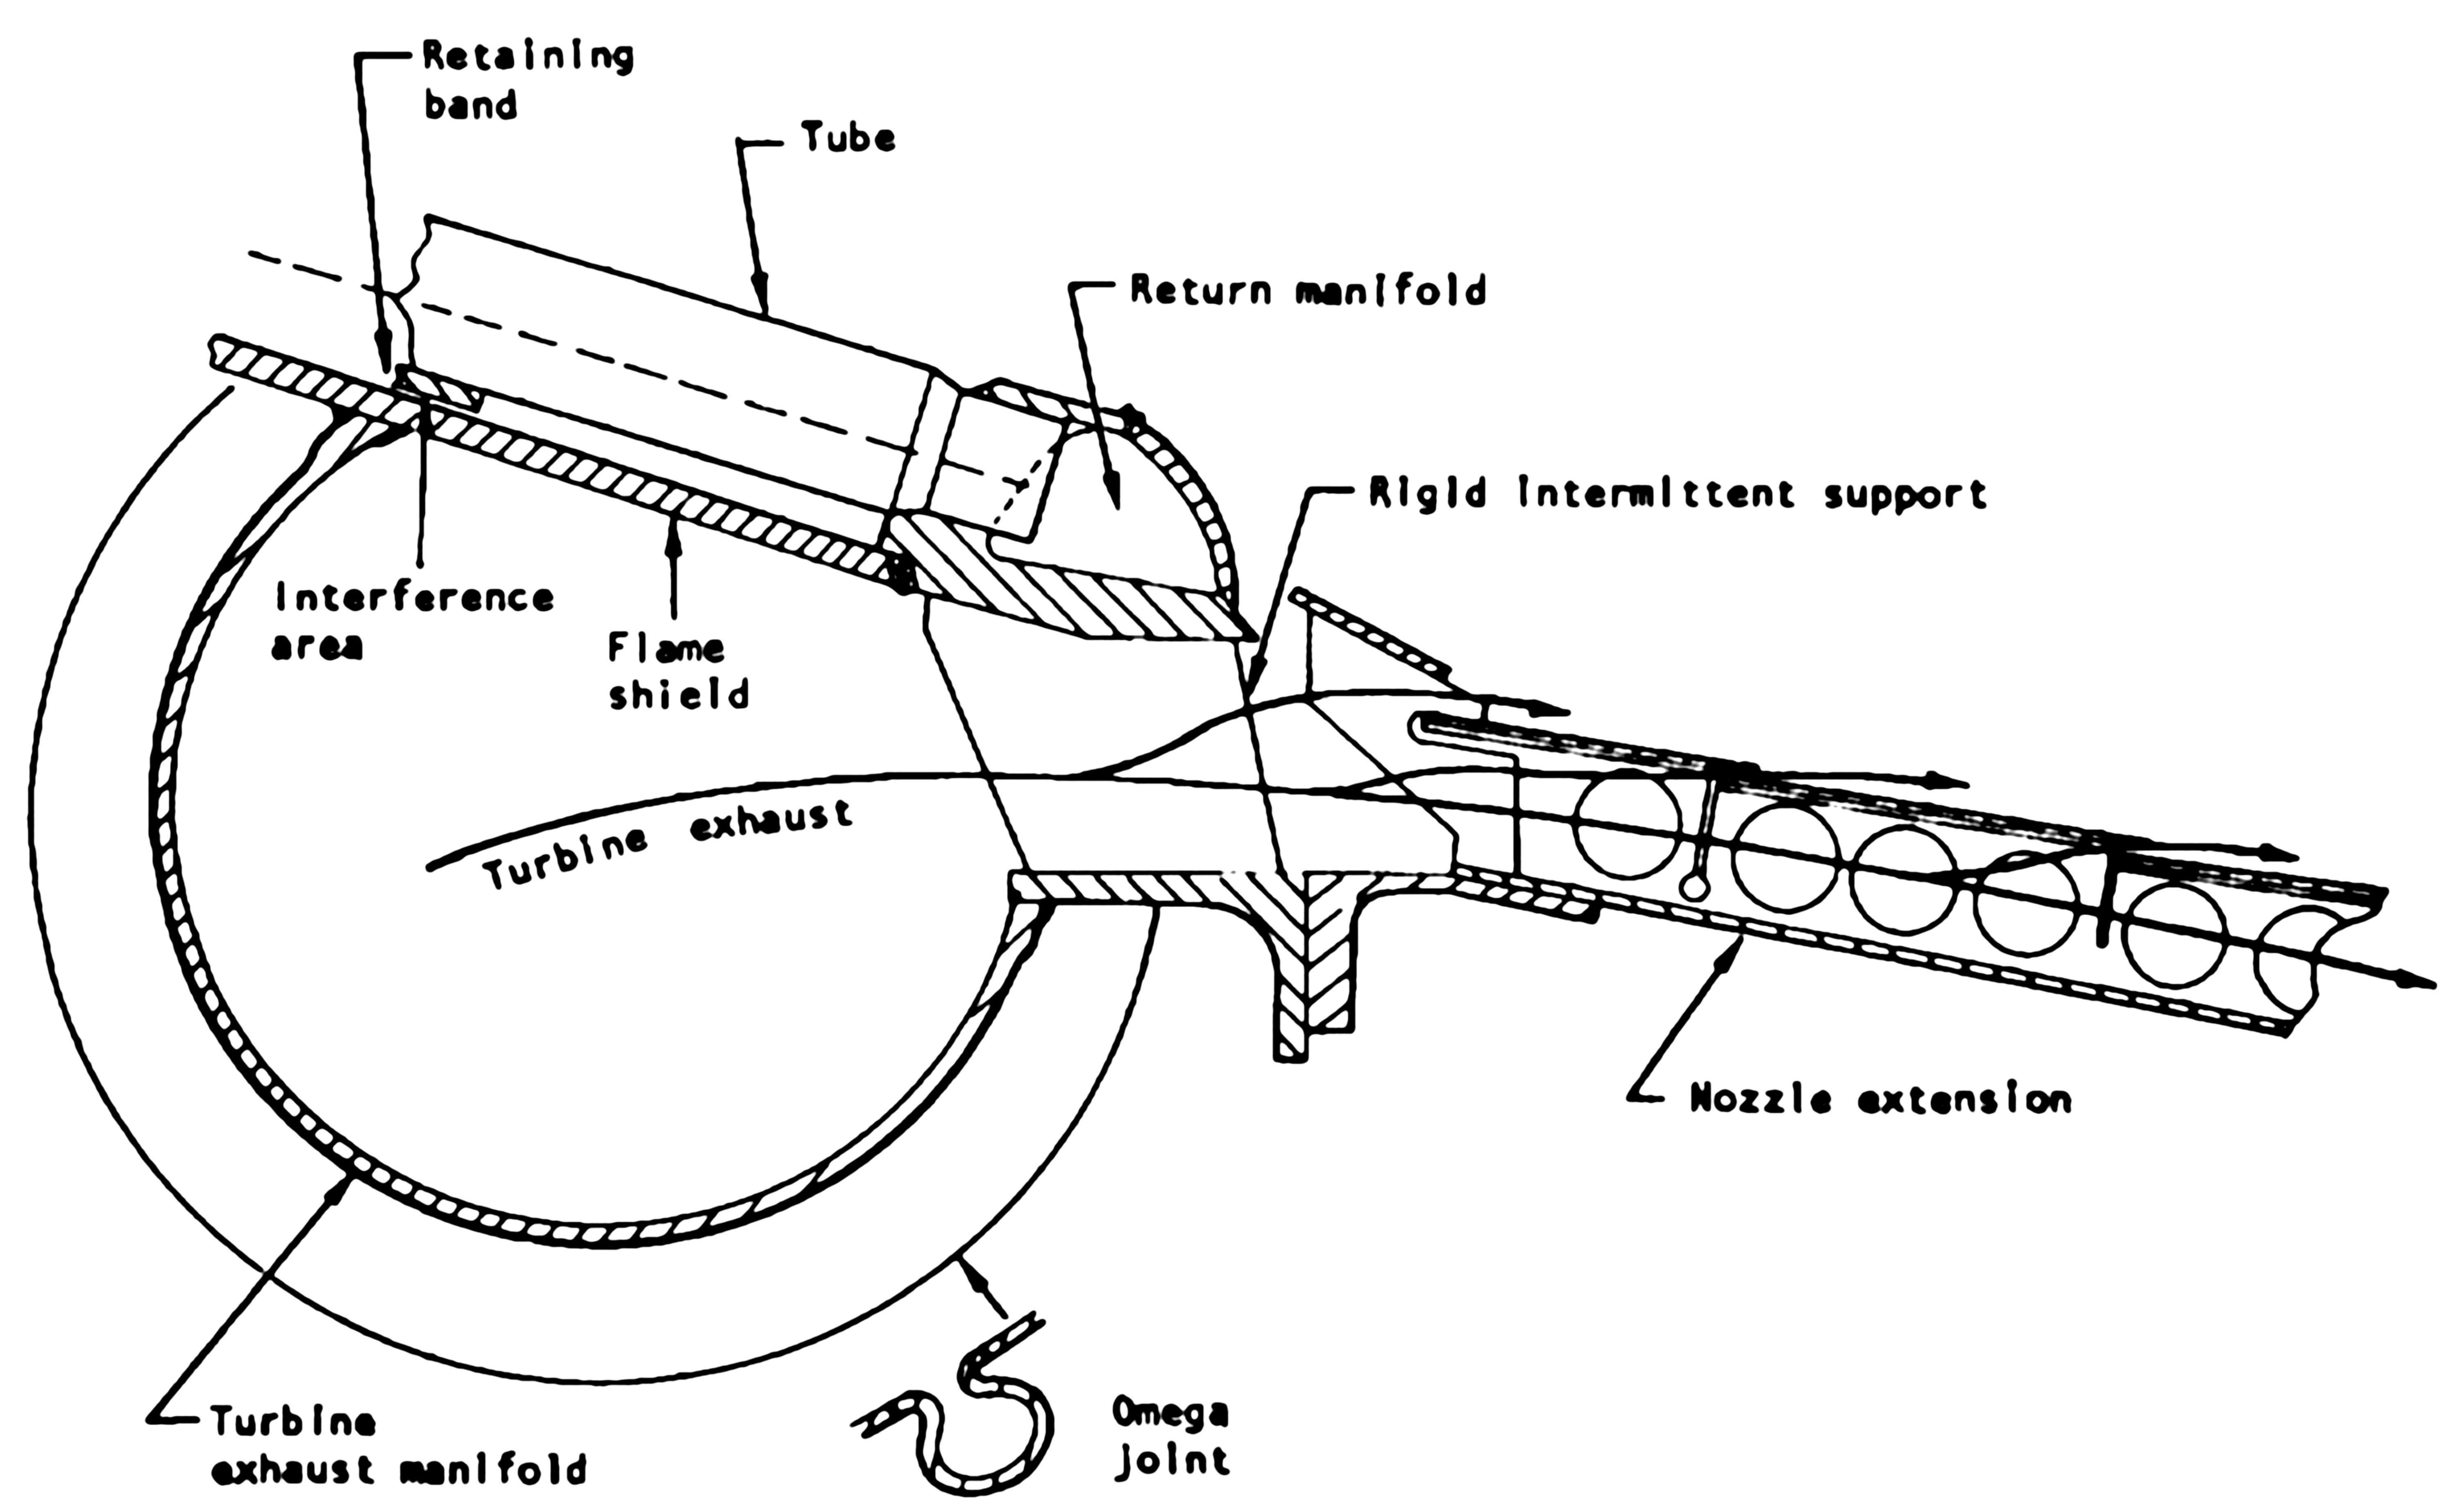 Retaining
band
Tube
Return manifold
Rigid intermittent support
Interference
area
Flame
shield
Turbine exhaust
Nozzle extension
Turbine
exhaust manifold
Omega
joint